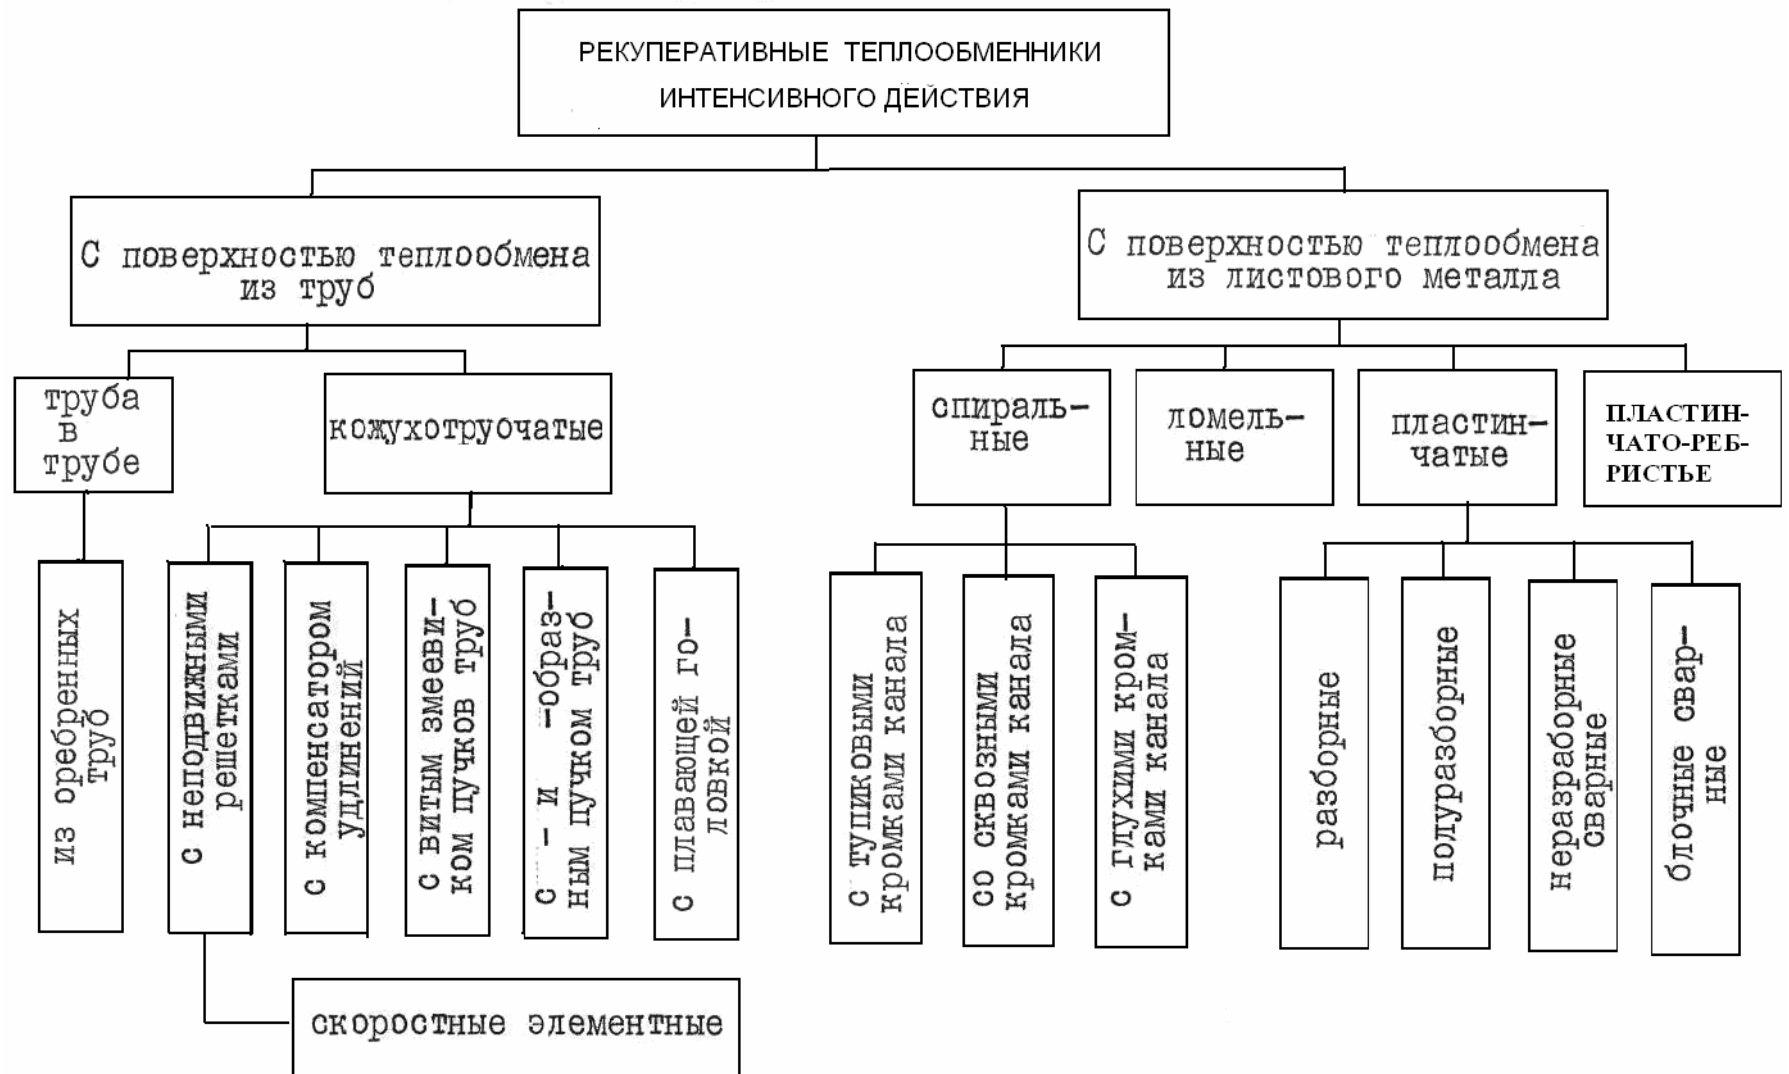 РЕКУПЕРАТИВНЫЕ ТЕПЛООБМЕННИКИ
ИНТЕНСИВНОГО ДЕЙСТВИЯ
С поверхностью теплообмена
из труб
С поверхностью теплообмена
из листового металла
труба
в
трубе
кожухотруочатые
спираль-
ные
ломель-
ные
пластин-
чатые
ПЛАСТИН-
ЧАТО-РЕБ-
РИСТЬЕ
из оребренных
труб
с неподвижными
решетками
с компенсатором
удлинений
с витым змееви-
ком пучков труб
с - и -образ-
ным пучком труб
с плавающей го-
ловкой
с тупиковыми
кромками канала
со сквозными
кромками канала
с глухими кром-
ками канала
разборные
полуразборные
неразраборные
сварные
блочные свар-
ные
скоростные элементные